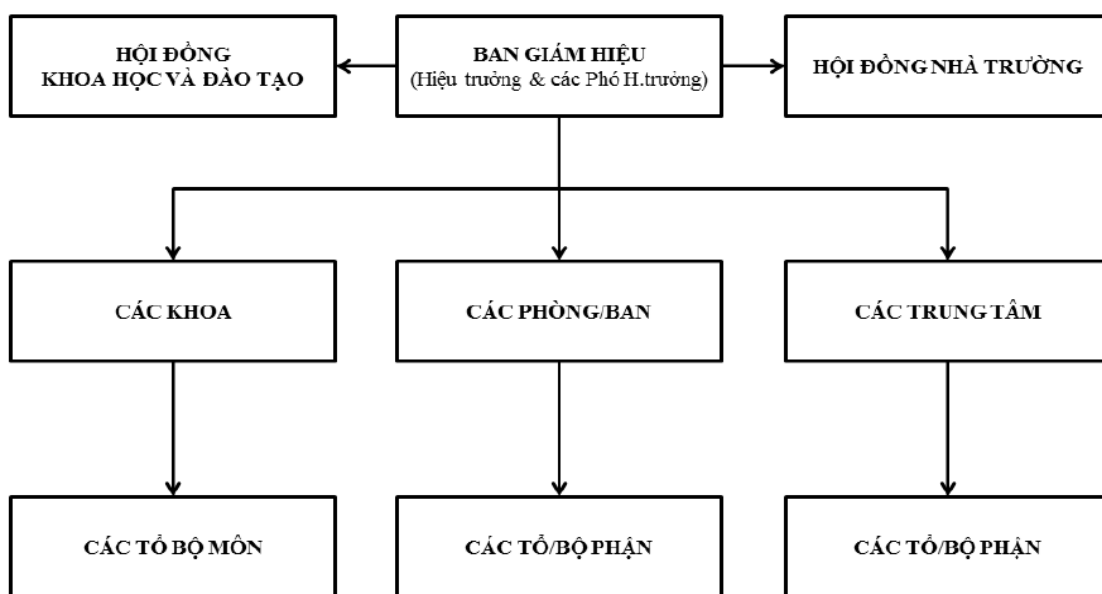 HỘI ĐỒNG
KHOA HỌC VÀ ĐÀO TẠO
BAN GIÁM HIỆU
(Hiệu trưởng & các Phó H.trưởng)
HỘI ĐỒNG NHÀ TRƯỜNG
CÁC KHOA
CÁC PHÒNG/BAN
CÁC TRUNG TÂM
CÁC TỔ BỘ MÔN
CÁC TỔ/BỘ PHẬN
CÁC TỔ/BỘ PHẬN